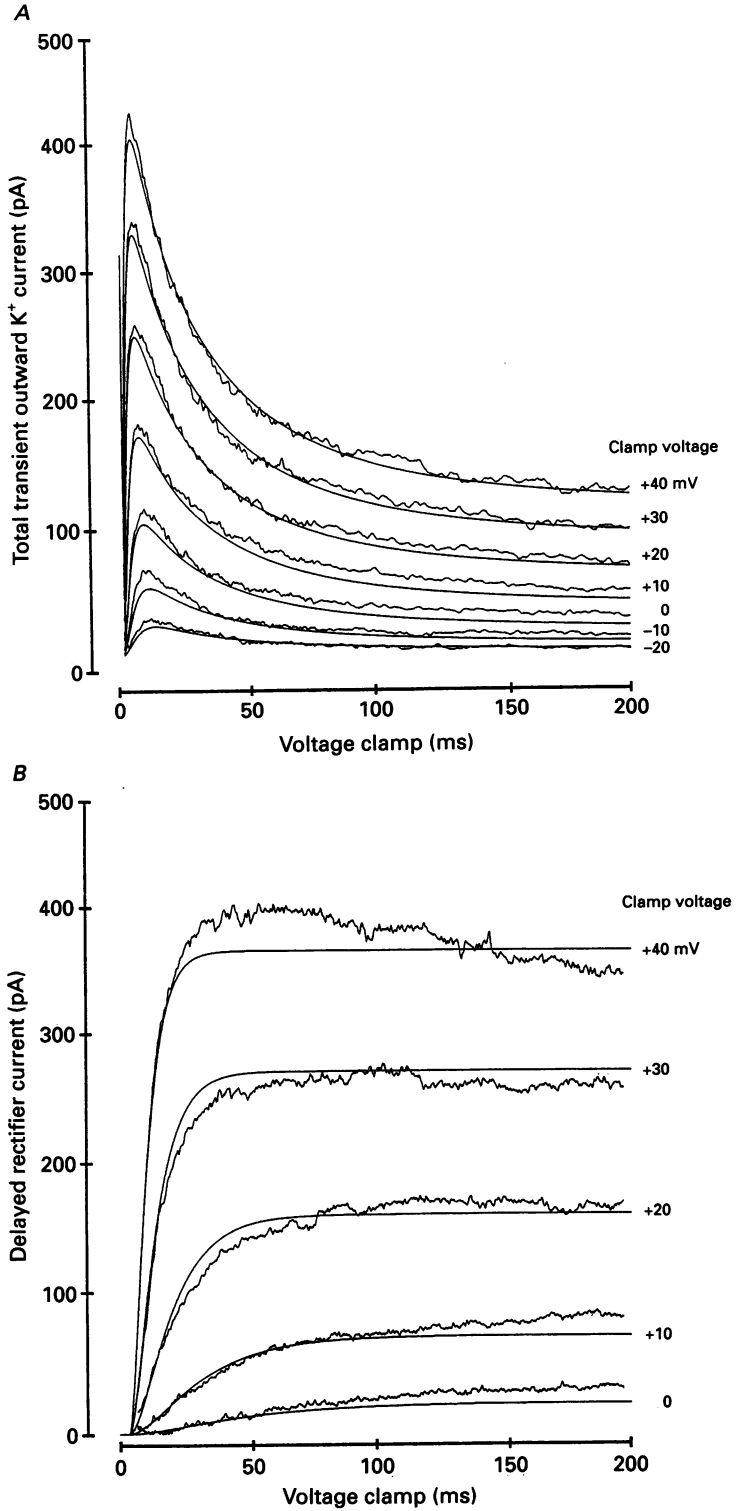 A
500
400
300
200
100
0
Total transient outward K+ current (pA)
Clamp voltage
+40 mV
+30
+20
+10
0
−10
−20
0 50 100 150 200
Voltage clamp (ms)
B
500
400
300
200
100
0
Delayed rectifier current (pA)
Clamp voltage
+40 mV
+30
+20
+10
0
0 50 100 150 200
Voltage clamp (ms)